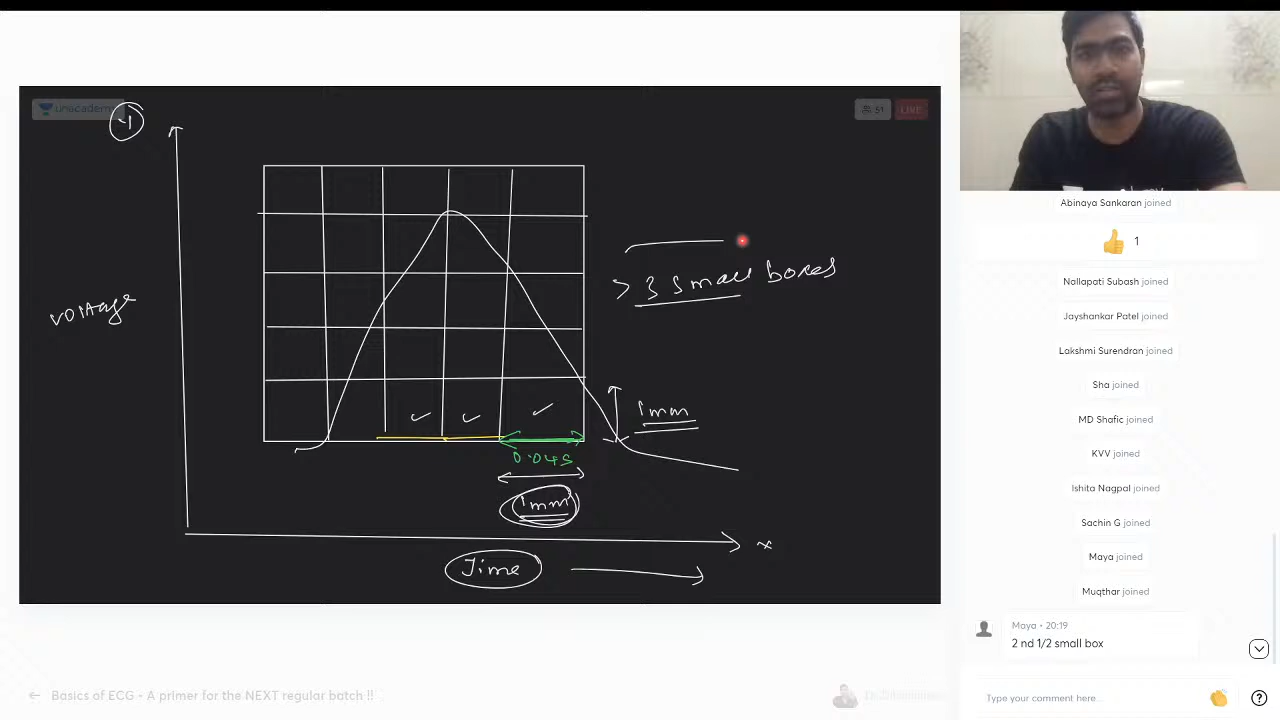 unacademy
-1
51
LIVE
voltage
> 3 small boxes
1mm
0.04s
1mm
Time
x
Abinaya Sankaran joined
1
Nallapati Subash joined
Jayshankar Patel joined
Lakshmi Surendran joined
Sha joined
MD Shafic joined
KVV joined
Ishita Nagpal joined
Sachin G joined
Maya joined
Muqthar joined
Maya • 20:19
2 nd 1/2 small box
Basics of ECG - A primer for the NEXT regular batch !!
Type your comment here...